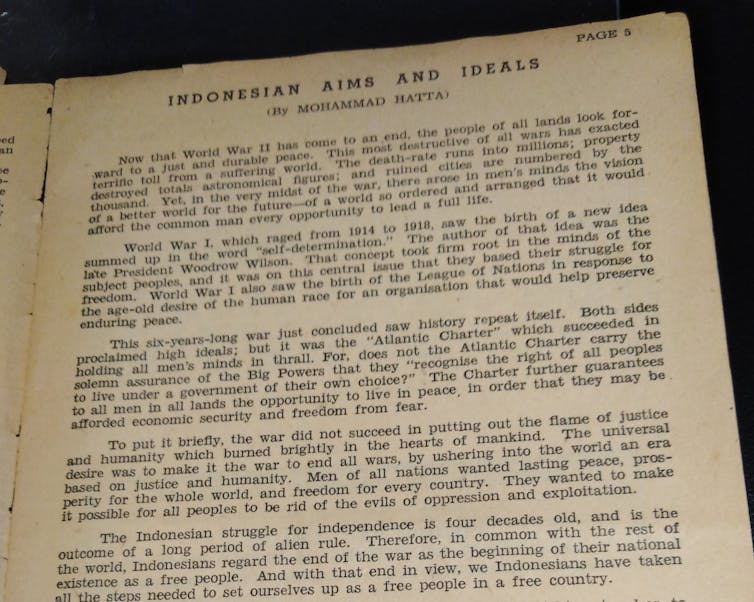 PAGE 5
INDONESIAN AIMS AND IDEALS
(By MOHAMMAD HATTA)
Now that World War II has come to an end, the people of all lands look for-
ward to a just and durable peace. This most destructive of all wars has exacted
terrific toll from a suffering world. The death-rate runs into millions; property
destroyed totals astronomical figures; and ruined cities are numbered by the
thousand. Yet, in the very midst of the war, there arose in men's minds the vision
of a better world for the future—of a world so ordered and arranged that it would
afford the common man every opportunity to lead a full life.
World War I, which raged from 1914 to 1918, saw the birth of a new idea
summed up in the word "self-determination." The author of that idea was the
late President Woodrow Wilson. That concept took firm root in the minds of the
subject peoples, and it was on this central issue that they based their struggle for
freedom. World War I also saw the birth of the League of Nations in response to
the age-old desire of the human race for an organisation that would help preserve
enduring peace.
This six-years-long war just concluded saw history repeat itself. Both sides
proclaimed high ideals; but it was the "Atlantic Charter" which succeeded in
holding all men's minds in thrall. For, does not the Atlantic Charter carry the
solemn assurance of the Big Powers that they "recognise the right of all peoples
to live under a government of their own choice?" The Charter further guarantees
to all men in all lands the opportunity to live in peace, in order that they may be
afforded economic security and freedom from fear.
To put it briefly, the war did not succeed in putting out the flame of justice
and humanity which burned brightly in the hearts of mankind. The universal
desire was to make it the war to end all wars, by ushering into the world an era
based on justice and humanity. Men of all nations wanted lasting peace, pros-
perity for the whole world, and freedom for every country. They wanted to make
it possible for all peoples to be rid of the evils of oppression and exploitation.
The Indonesian struggle for independence is four decades old, and is the
outcome of a long period of alien rule. Therefore, in common with the rest of
the world, Indonesians regard the end of the war as the beginning of their national
existence as a free people. And with that end in view, we Indonesians have taken
all the steps needed to set ourselves up as a free people in a free country.